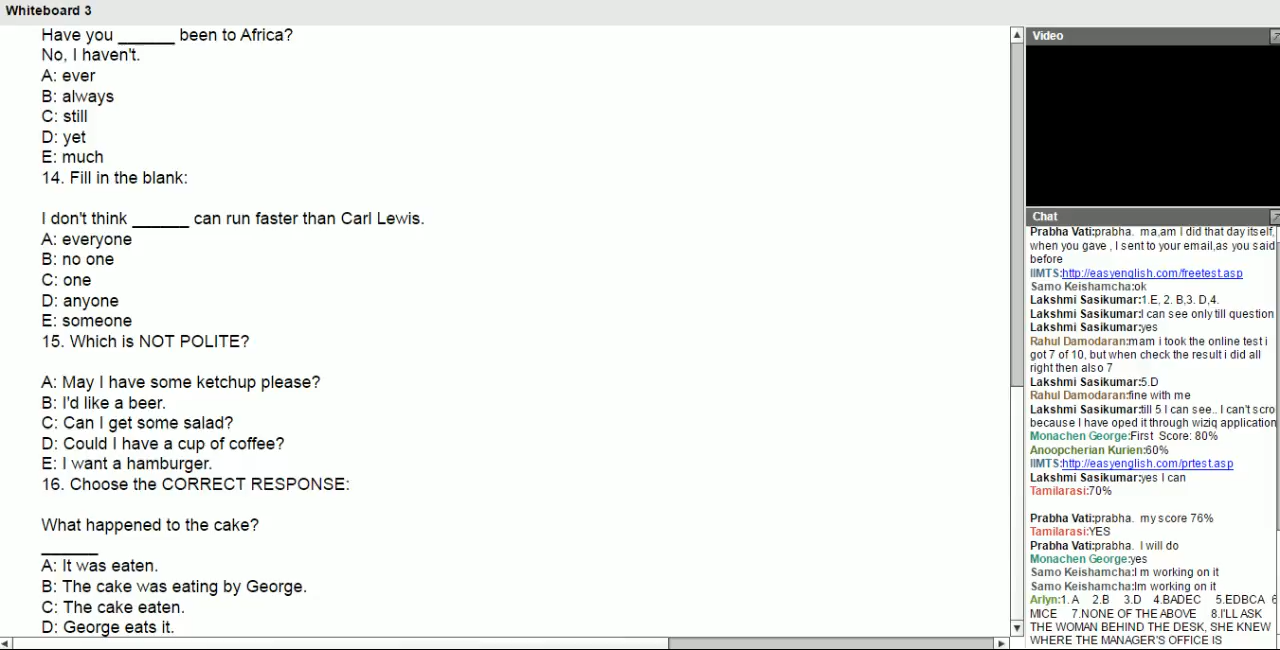 Whiteboard 3
Have you ______ been to Africa?
No, I haven't.
A: ever
B: always
C: still
D: yet
E: much
14. Fill in the blank:
I don't think ______ can run faster than Carl Lewis.
A: everyone
B: no one
C: one
D: anyone
E: someone
15. Which is NOT POLITE?
A: May I have some ketchup please?
B: I'd like a beer.
C: Can I get some salad?
D: Could I have a cup of coffee?
E: I want a hamburger.
16. Choose the CORRECT RESPONSE:
What happened to the cake?
______
A: It was eaten.
B: The cake was eating by George.
C: The cake eaten.
D: George eats it.
Video
Chat
Prabha Vati:prabha. ma,am I did that day itself,
when you gave , I sent to your email,as you said
before
IIMTS:http://easyenglish.com/freetest.asp
Samo Keishamcha:ok
Lakshmi Sasikumar:1.E, 2. B,3. D,4.
Lakshmi Sasikumar:I can see only till question
Lakshmi Sasikumar:yes
Rahul Damodaran:mam i took the online test i
got 7 of 10, but when check the result i did all
right then also 7
Lakshmi Sasikumar:5.D
Rahul Damodaran:fine with me
Lakshmi Sasikumar:till 5 I can see.. I can't scro
because I have oped it through wiziq application
Monachen George:First Score: 80%
Anoopcherian Kurien:60%
IIMTS:http://easyenglish.com/prtest.asp
Lakshmi Sasikumar:yes I can
Tamilarasi:70%
Prabha Vati:prabha. my score 76%
Tamilarasi:YES
Prabha Vati:prabha. I will do
Monachen George:yes
Samo Keishamcha:I m working on it
Samo Keishamcha:Im working on it
Arlyn:1.A 2.B 3.D 4.BADEC 5.EDBCA 6
MICE 7.NONE OF THE ABOVE 8.I'LL ASK
THE WOMAN BEHIND THE DESK, SHE KNEW
WHERE THE MANAGER'S OFFICE IS